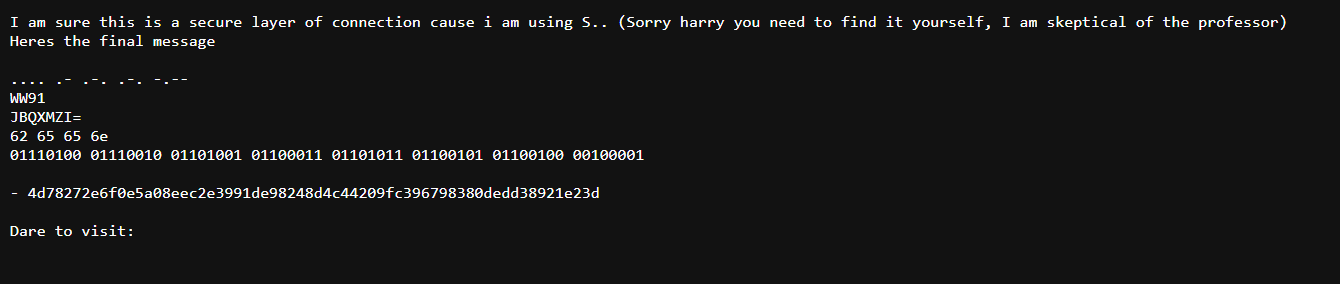 I am sure this is a secure layer of connection cause i am using S.. (Sorry harry you need to find it yourself, I am skeptical of the professor)
Heres the final message
.... .- .-. .-. -.--
WW91
JBQXMZI=
62 65 65 6e
01110100 01110010 01101001 01100011 01101011 01100101 01100100 00100001
- 4d78272e6f0e5a08eec2e3991de98248d4c44209fc396798380dedd38921e23d
Dare to visit: